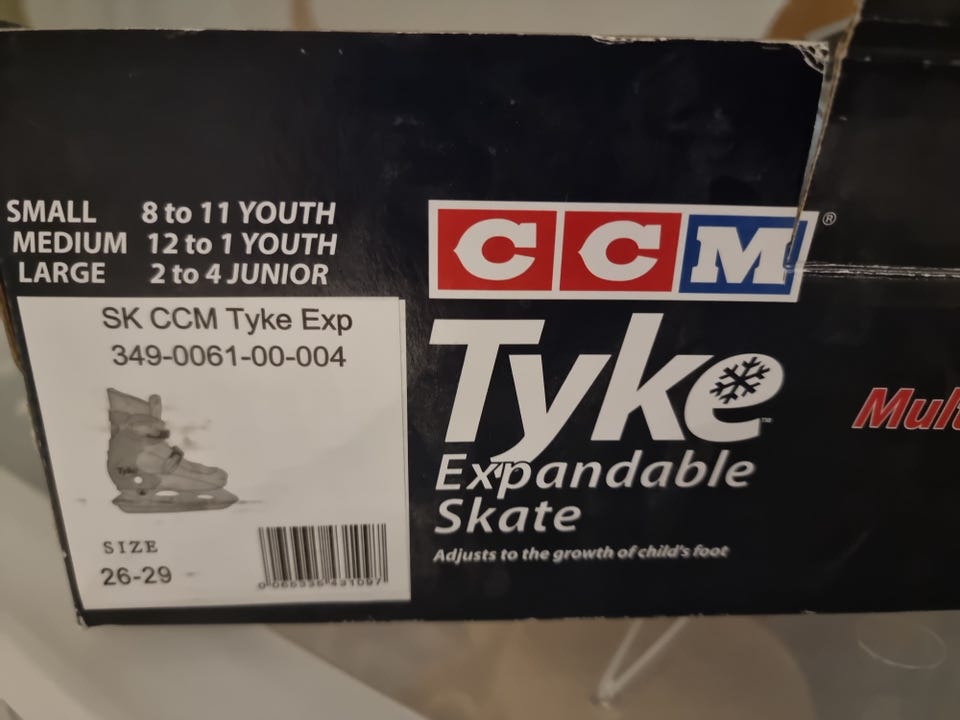 SMALL 8 to 11 YOUTH
MEDIUM 12 to 1 YOUTH
LARGE 2 to 4 JUNIOR
SK CCM Tyke Exp
349-0061-00-004
Tyke
SIZE
26-29
CCM®
Tyke™
Expandable
Skate
Adjusts to the growth of child's foot